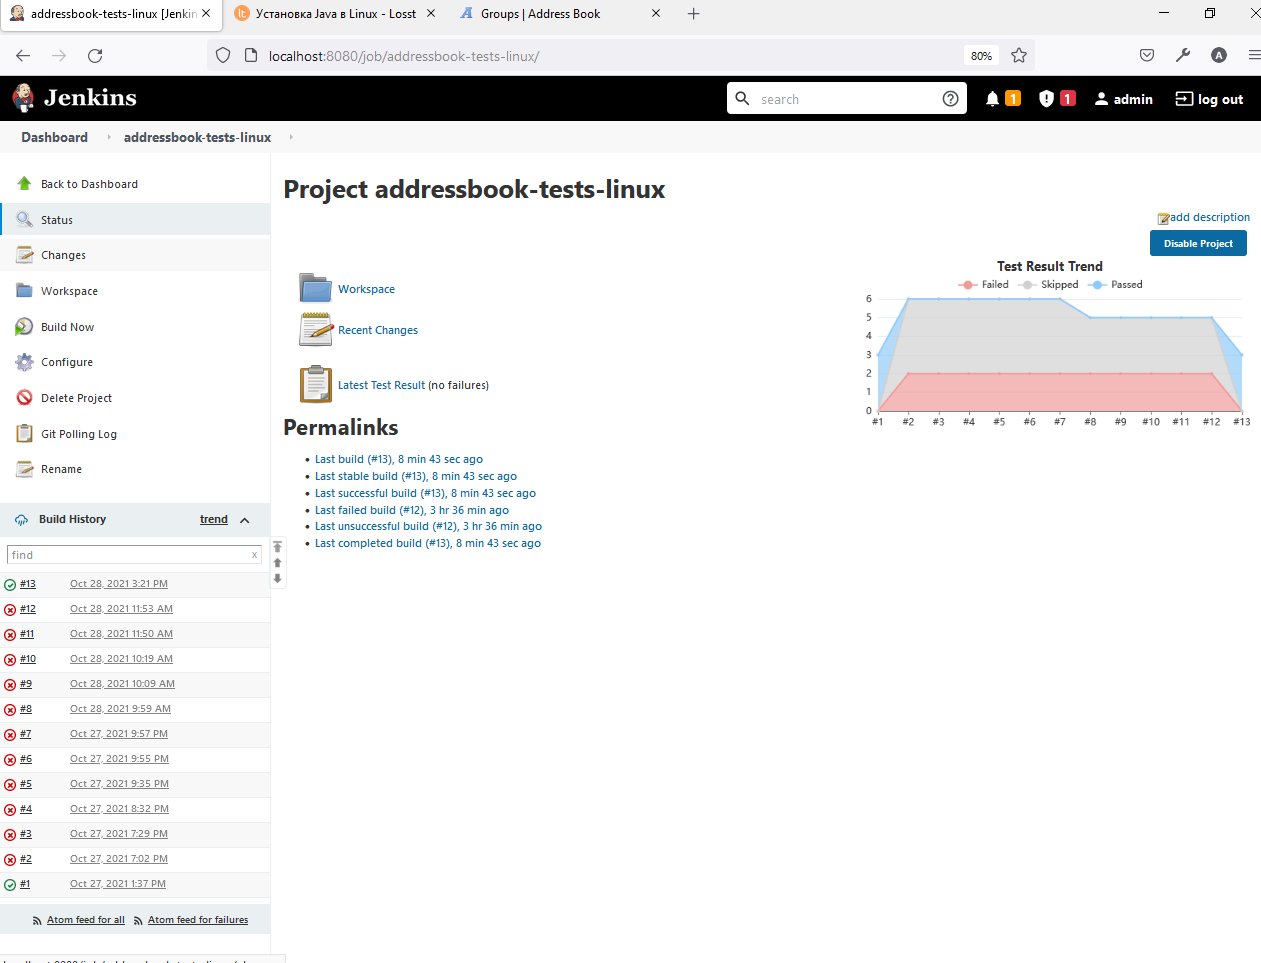 addressbook-tests-linux [Jenkin
Установка Java в Linux - Losst
Groups | Address Book
localhost:8080/job/addressbook-tests-linux/
80%
Jenkins
search
1
1
admin
log out
Dashboard
addressbook-tests-linux
Back to Dashboard
Status
Changes
Workspace
Build Now
Configure
Delete Project
Git Polling Log
Rename
Build History
trend
find
x
#13 Oct 28, 2021 3:21 PM
#12 Oct 28, 2021 11:53 AM
#11 Oct 28, 2021 11:50 AM
#10 Oct 28, 2021 10:19 AM
#9 Oct 28, 2021 10:09 AM
#8 Oct 28, 2021 9:59 AM
#7 Oct 27, 2021 9:57 PM
#6 Oct 27, 2021 9:55 PM
#5 Oct 27, 2021 9:35 PM
#4 Oct 27, 2021 8:32 PM
#3 Oct 27, 2021 7:29 PM
#2 Oct 27, 2021 7:02 PM
#1 Oct 27, 2021 1:37 PM
Atom feed for all
Atom feed for failures
Project addressbook-tests-linux
add description
Disable Project
Workspace
Recent Changes
Latest Test Result (no failures)
Permalinks
Last build (#13), 8 min 43 sec ago
Last stable build (#13), 8 min 43 sec ago
Last successful build (#13), 8 min 43 sec ago
Last failed build (#12), 3 hr 36 min ago
Last unsuccessful build (#12), 3 hr 36 min ago
Last completed build (#13), 8 min 43 sec ago
Test Result Trend
Failed Skipped Passed
6
5
4
3
2
1
0
#1 #2 #3 #4 #5 #6 #7 #8 #9 #10 #11 #12 #13